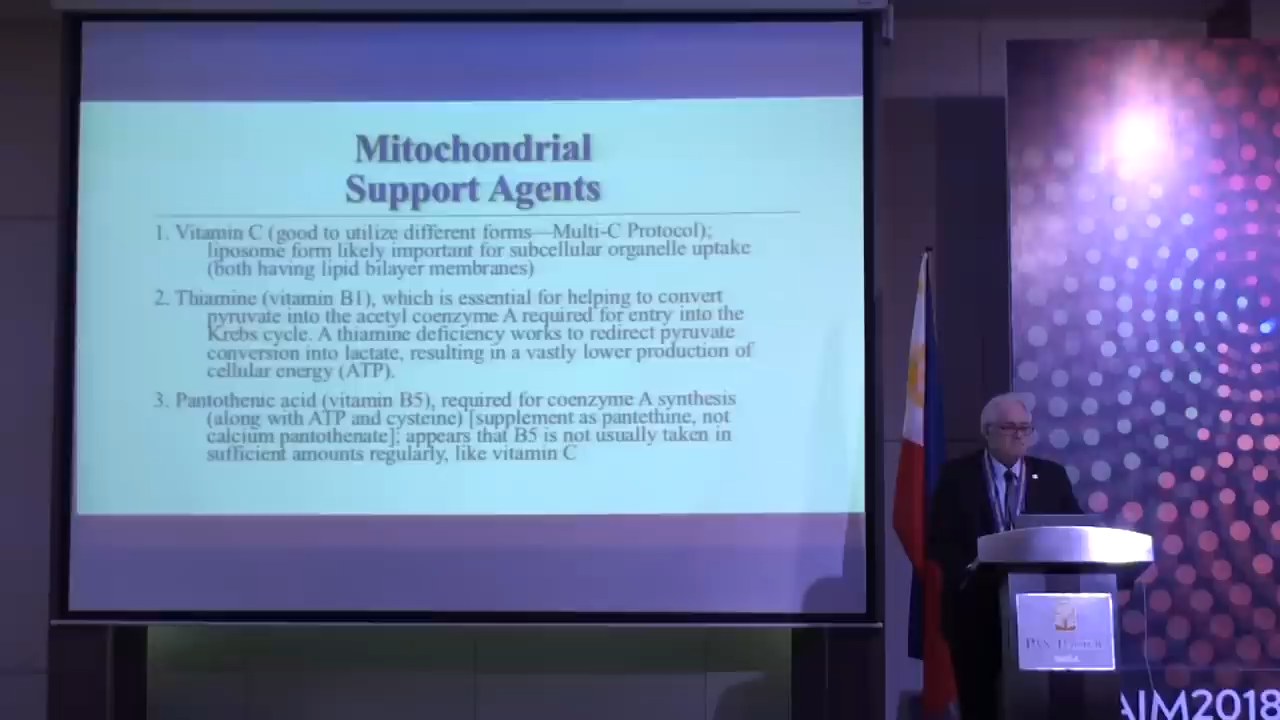 Mitochondrial
Support Agents
1. Vitamin C (good to utilize different forms—Multi-C Protocol);
liposome form likely important for subcellular organelle uptake
(both having lipid bilayer membranes)
2. Thiamine (vitamin B1), which is essential for helping to convert
pyruvate into the acetyl coenzyme A required for entry into the
Krebs cycle. A thiamine deficiency works to redirect pyruvate
conversion into lactate, resulting in a vastly lower production of
cellular energy (ATP).
3. Pantothenic acid (vitamin B5), required for coenzyme A synthesis
(along with ATP and cysteine) [supplement as pantethine, not
calcium pantothenate]; appears that B5 is not usually taken in
sufficient amounts regularly, like vitamin C
AIM2018